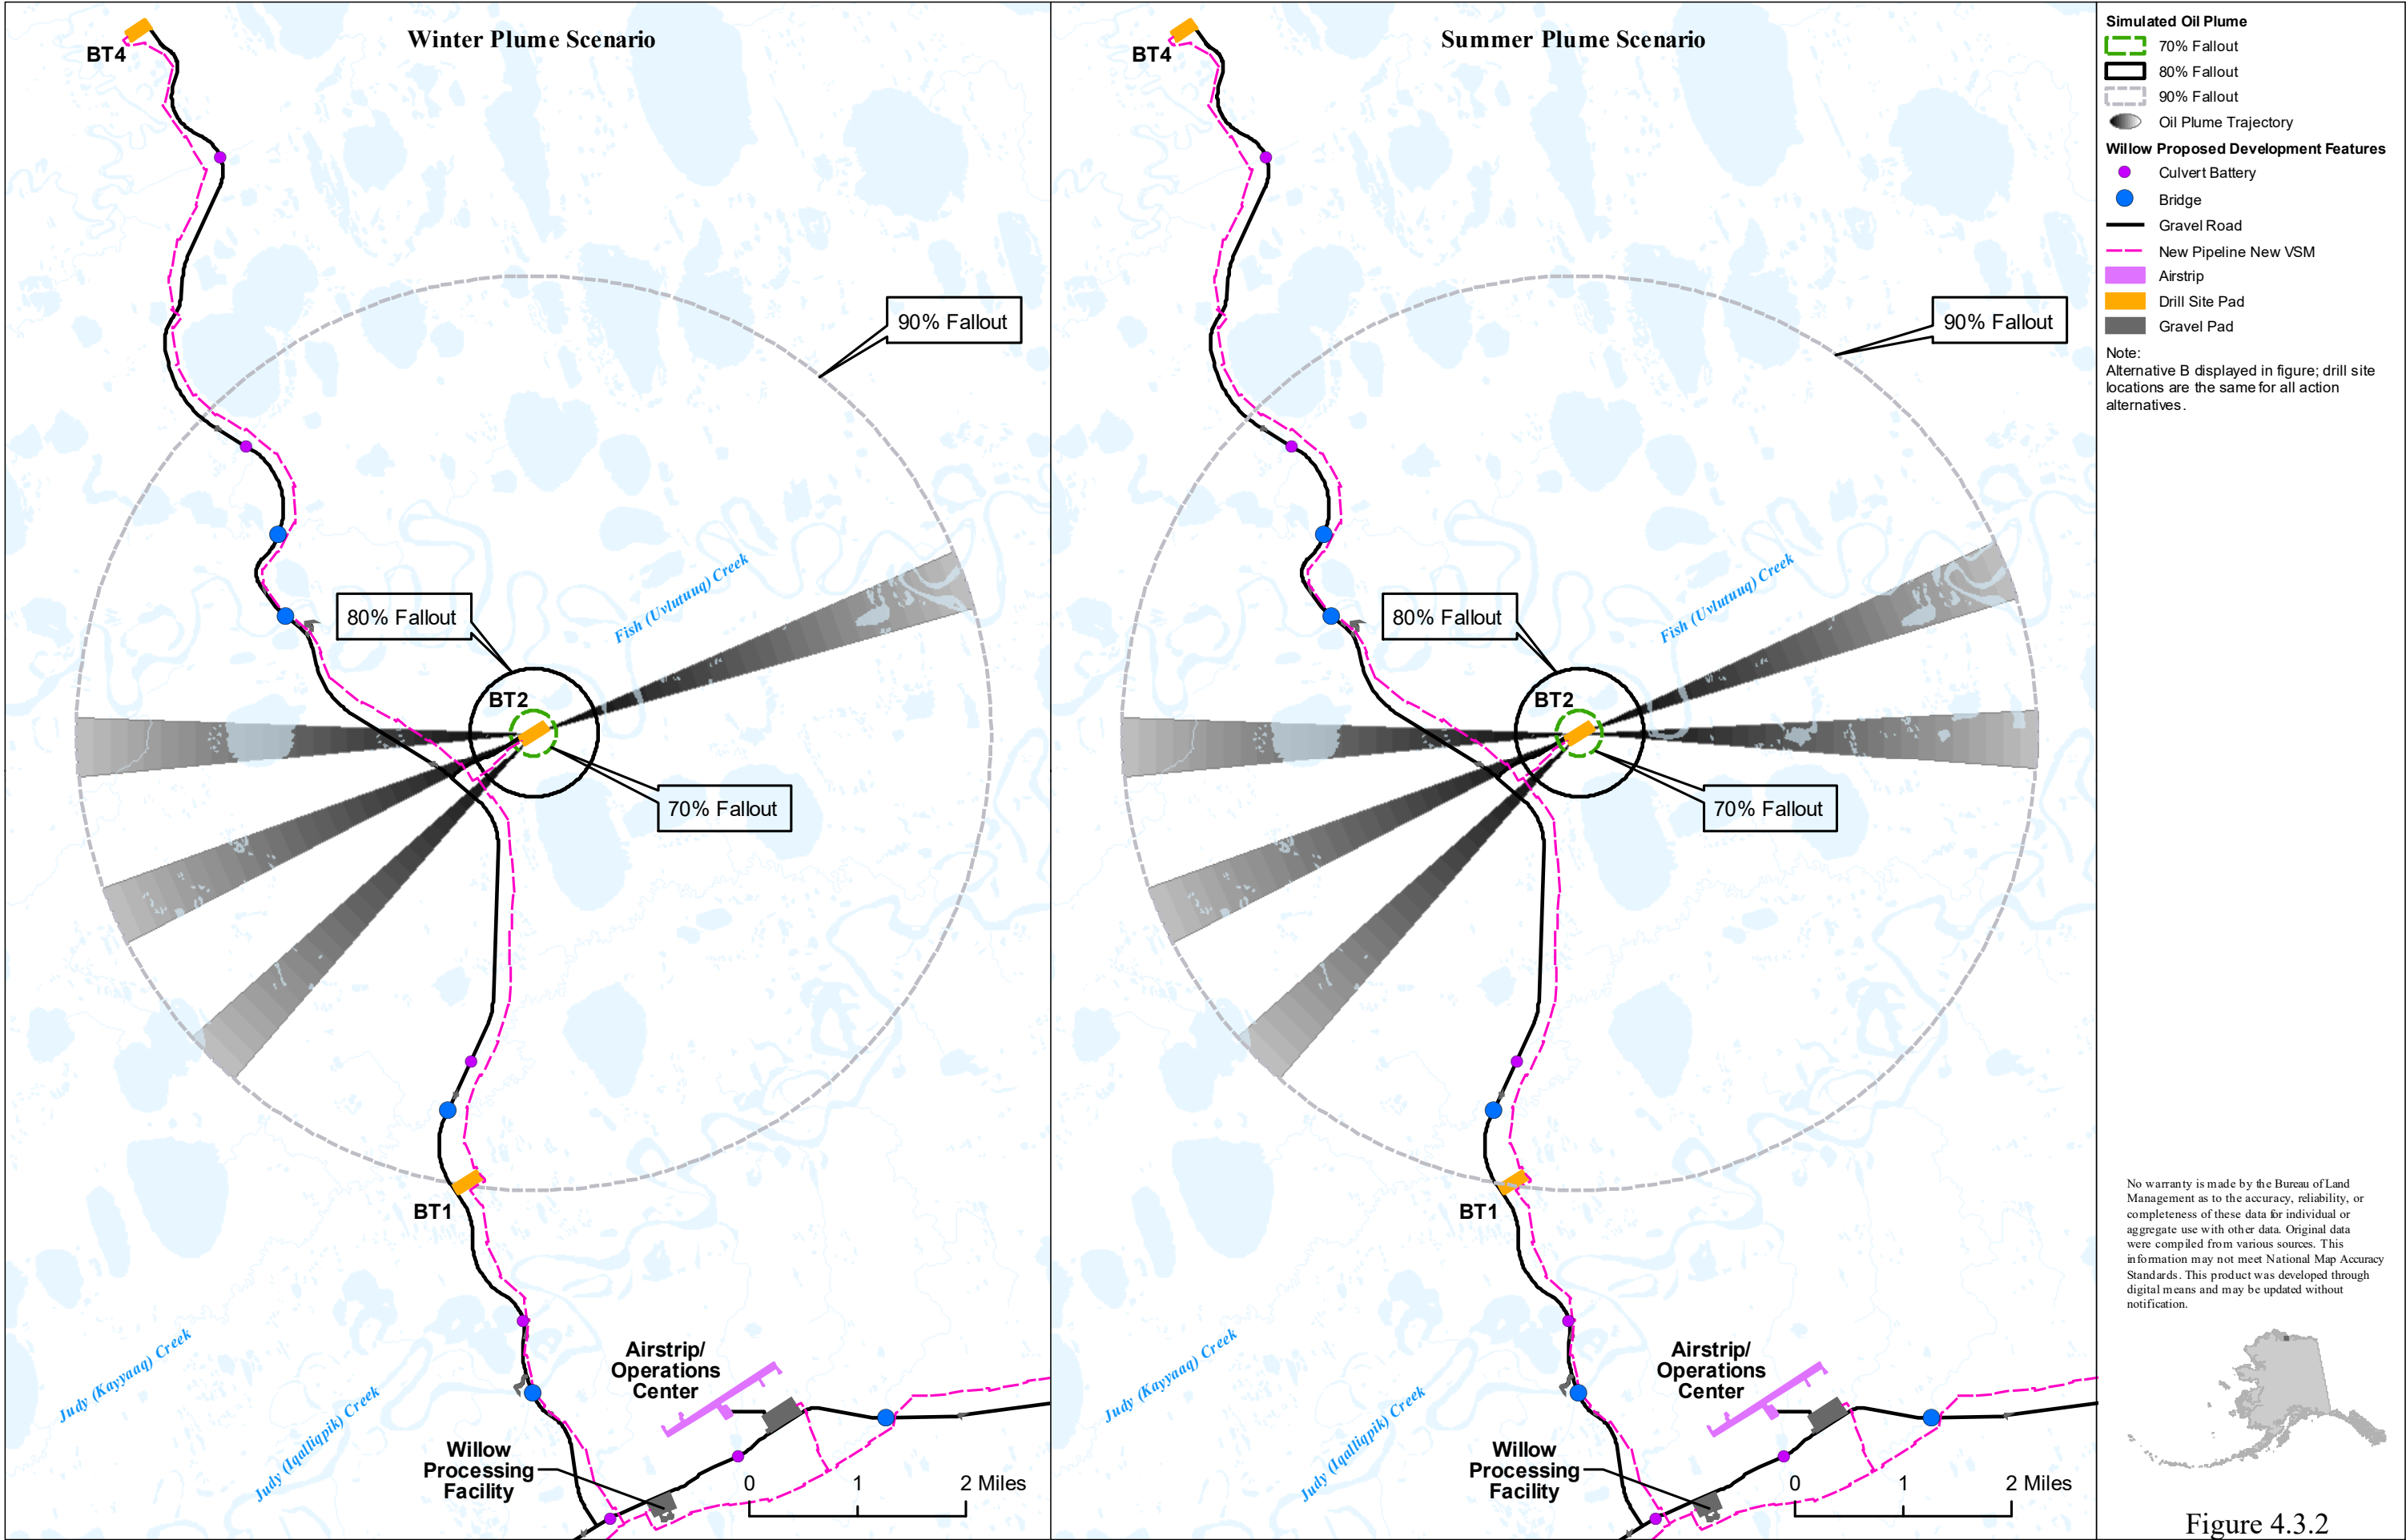 Winter Plume Scenario
BT4
90% Fallout
Fish (Uvlutuuq) Creek
80% Fallout
BT2
70% Fallout
BT1
Judy (Kayyaaq) Creek
Judy (Iqalliqpik) Creek
Airstrip/
Operations
Center
Willow
Processing
Facility
0 1 2 Miles
Summer Plume Scenario
BT4
90% Fallout
Fish (Uvlutuuq) Creek
80% Fallout
BT2
70% Fallout
BT1
Judy (Kayyaaq) Creek
Judy (Iqalliqpik) Creek
Airstrip/
Operations
Center
Willow
Processing
Facility
0 1 2 Miles
Simulated Oil Plume
70% Fallout
80% Fallout
90% Fallout
Oil Plume Trajectory
Willow Proposed Development Features
Culvert Battery
Bridge
Gravel Road
New Pipeline New VSM
Airstrip
Drill Site Pad
Gravel Pad
Note:
Alternative B displayed in figure; drill site
locations are the same for all action
alternatives.
No warranty is made by the Bureau of Land
Management as to the accuracy, reliability, or
completeness of these data for individual or
aggregate use with other data. Original data
were compiled from various sources. This
information may not meet National Map Accuracy
Standards. This product was developed through
digital means and may be updated without
notification.
Figure 4.3.2